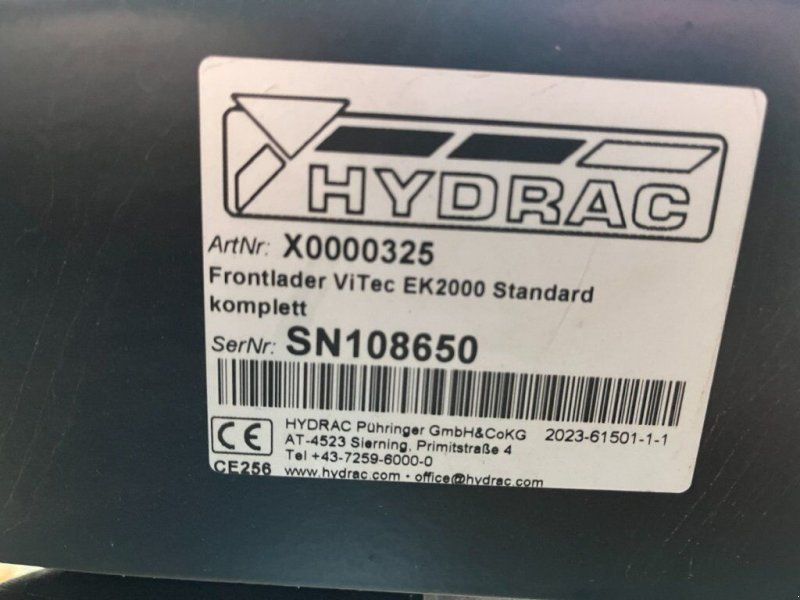 HYDRAC
ArtNr: X0000325
Frontlader ViTec EK2000 Standard
komplett
SerNr: SN108650
CE HYDRAC Pühringer GmbH&CoKG 2023-61501-1-1
AT-4523 Sierning, Primitstraße 4
Tel +43-7259-6000-0
CE256 www.hydrac.com · office@hydrac.com